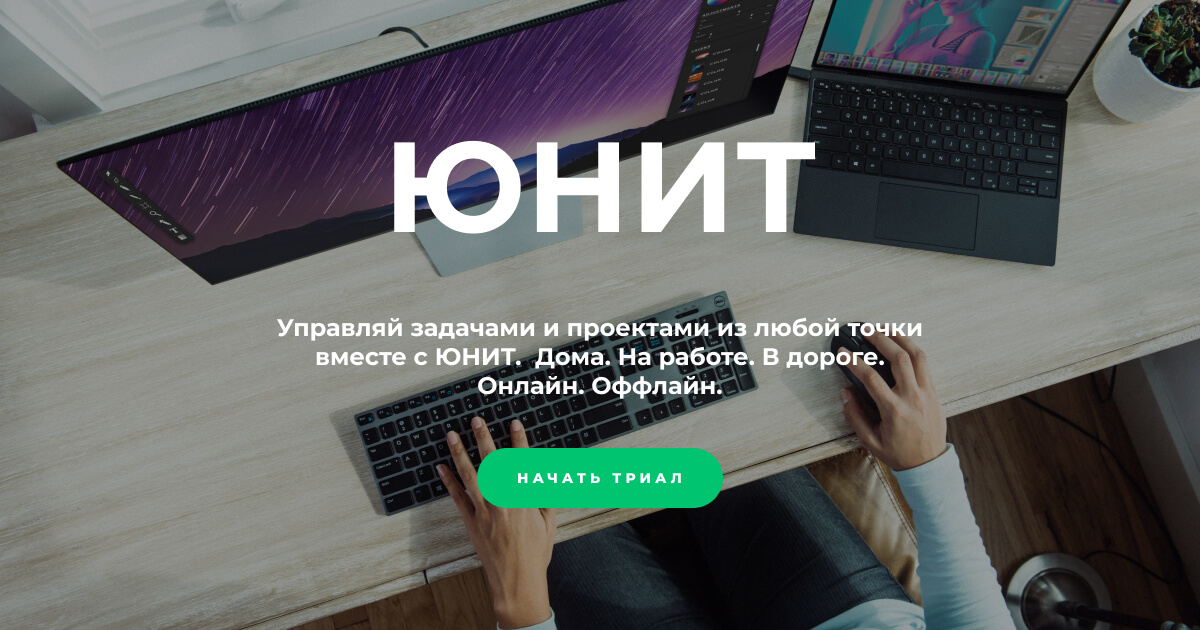 ЮНИТ
Управляй задачами и проектами из любой точки
вместе с ЮНИТ. Дома. На работе. В дороге.
Онлайн. Оффлайн.
НАЧАТЬ ТРИАЛ